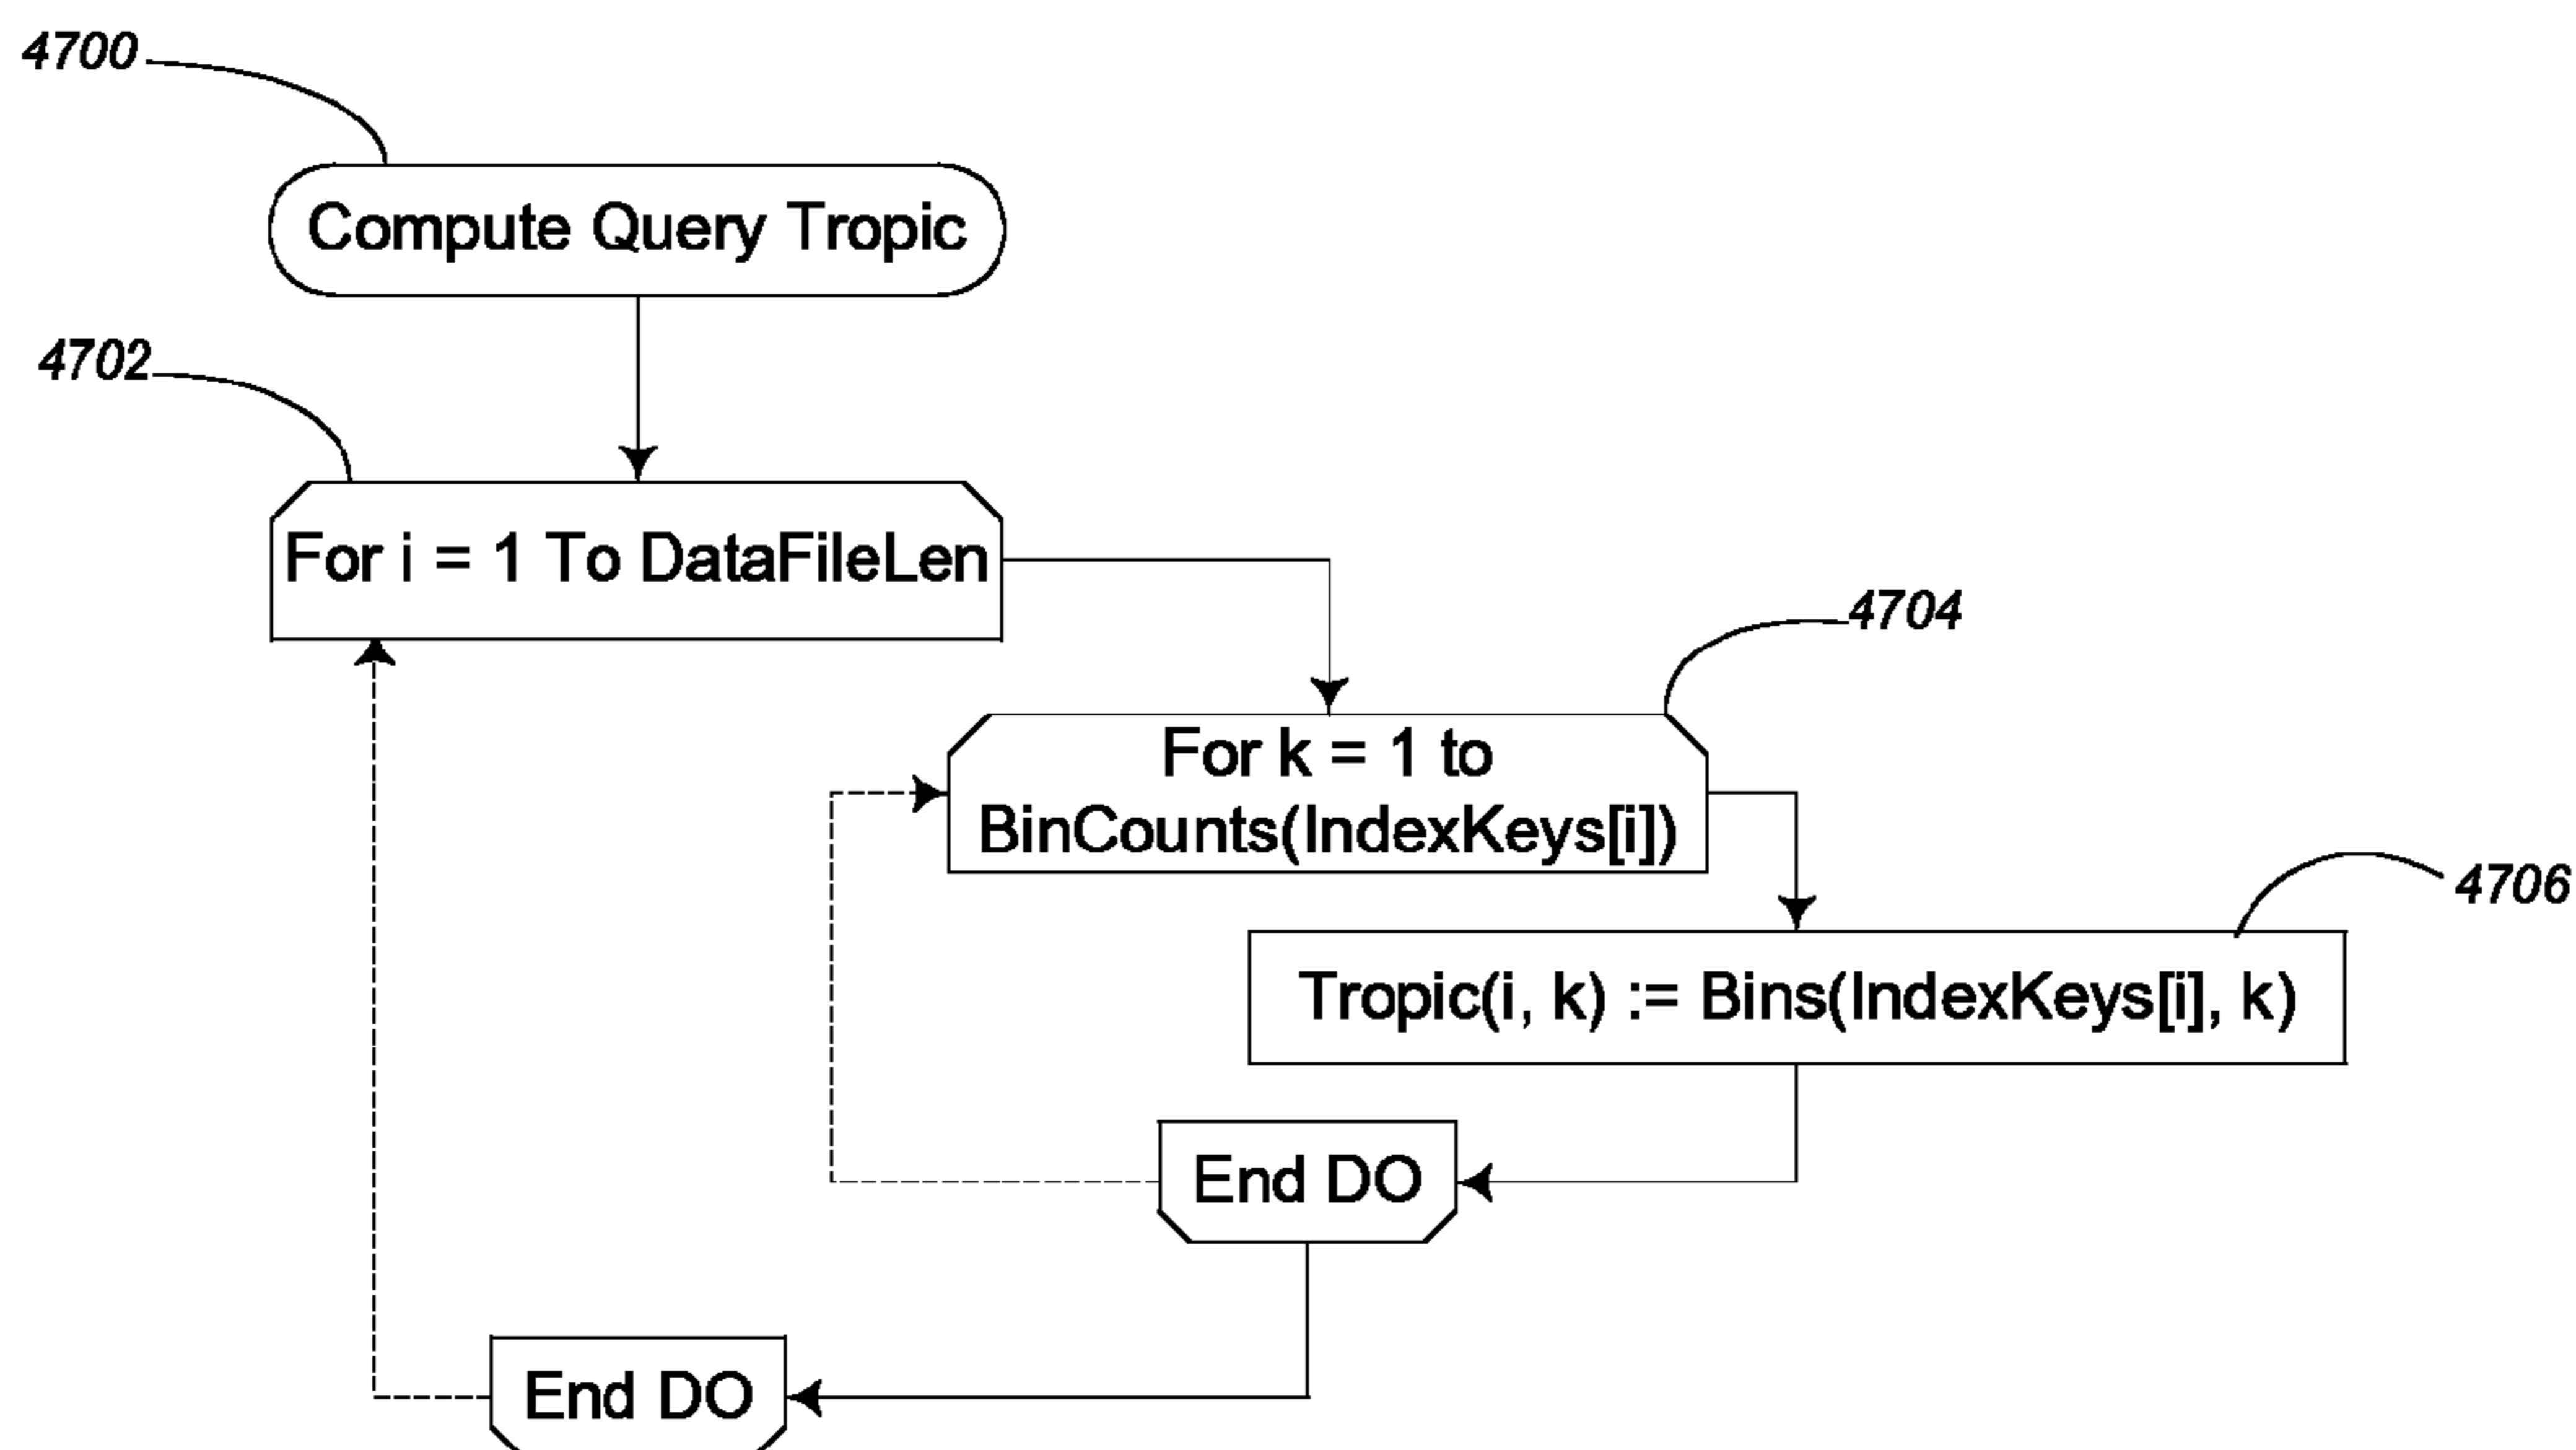 4700
Compute Query Tropic
4702
For i = 1 To DataFileLen
4704
For k = 1 to
BinCounts(IndexKeys[i])
4706
Tropic(i, k) := Bins(IndexKeys[i], k)
End DO
End DO